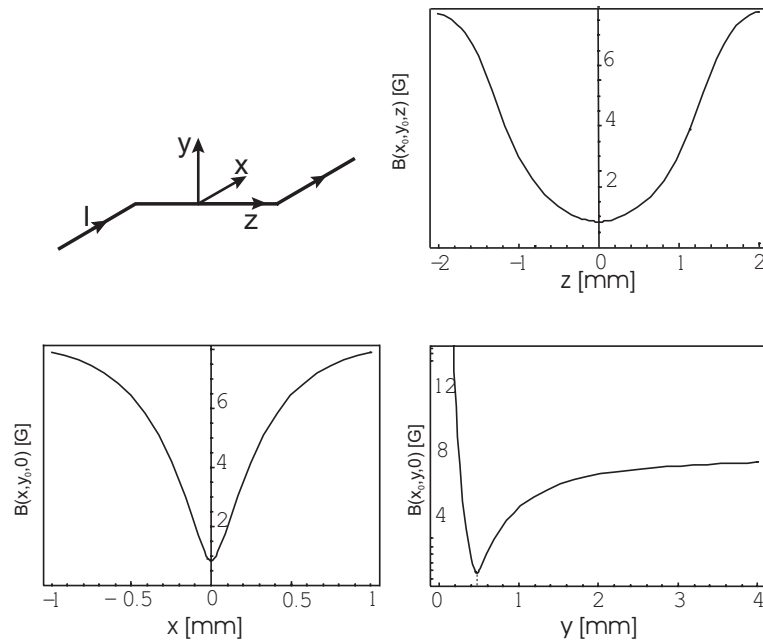 y
x
I
z
B(x₀,y₀,z) [G]
6
4
2
-2 -1 0 1 2
z [mm]
B(x,y₀,0) [G]
6
4
2
-1 -0.5 0 0.5 1
x [mm]
B(x₀,y,0) [G]
12
8
4
0 1 2 3 4
y [mm]